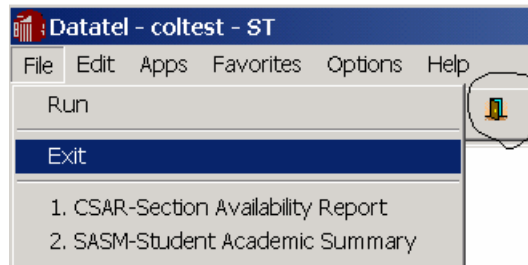 Datatel - coltest - ST
File Edit Apps Favorites Options Help
Run
Exit
1. CSAR-Section Availability Report
2. SASM-Student Academic Summary